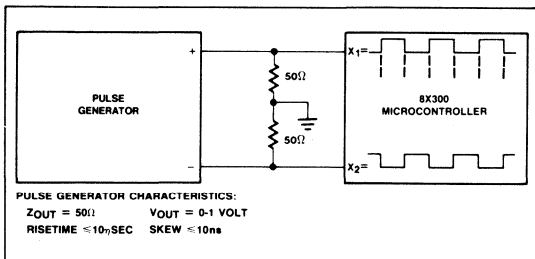 +
X1=
50Ω
PULSE
GENERATOR
8X300
MICROCONTROLLER
50Ω
−
X2=
PULSE GENERATOR CHARACTERISTICS:
ZOUT = 50Ω VOUT = 0-1 VOLT
RISETIME ≤10ηSEC SKEW ≤10ns